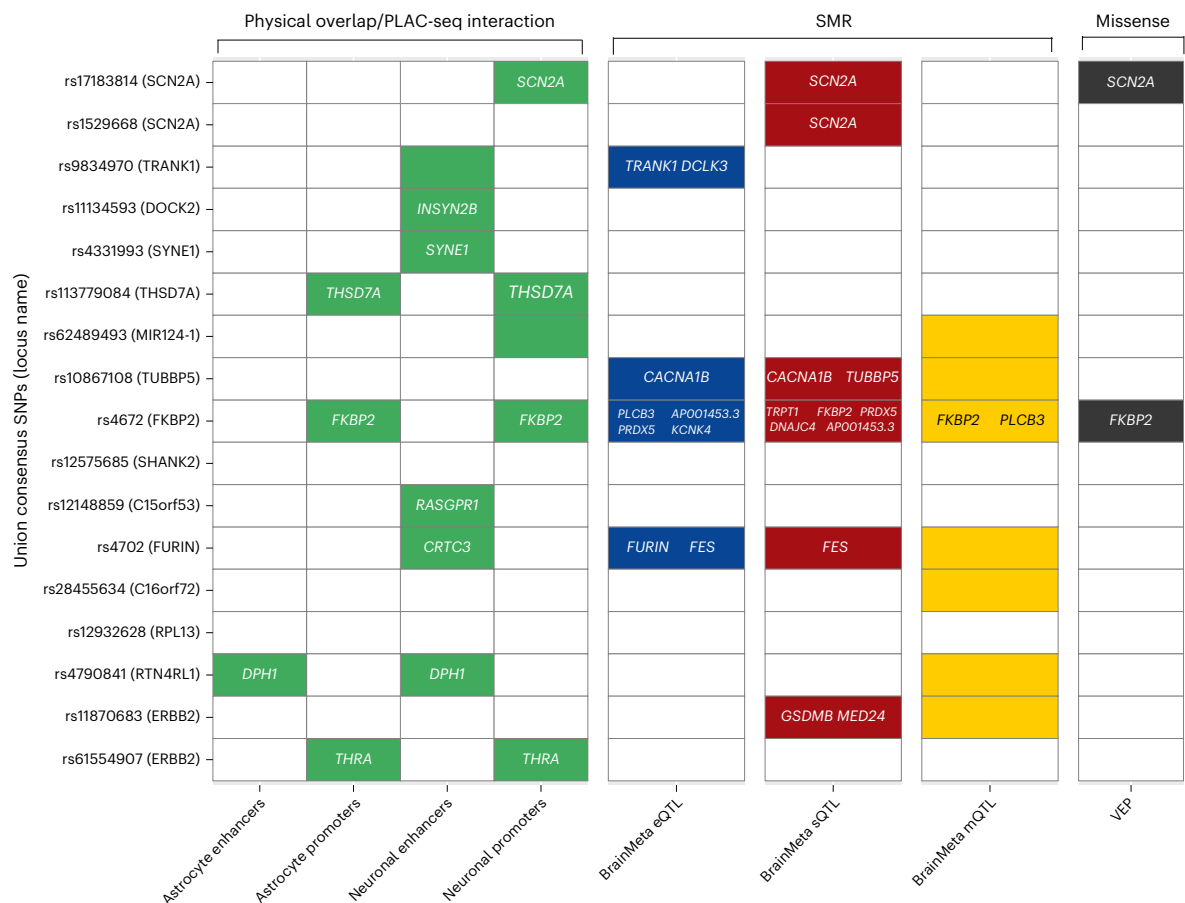 Physical overlap/PLAC-seq interaction SMR Missense
Union consensus SNPs (locus name)
rs17183814 (SCN2A) SCN2A SCN2A SCN2A
rs1529668 (SCN2A) SCN2A
rs9834970 (TRANK1) TRANK1 DCLK3
rs11134593 (DOCK2) INSYN2B
rs4331993 (SYNE1) SYNE1
rs113779084 (THSD7A) THSD7A THSD7A
rs62489493 (MIR124-1)
rs10867108 (TUBBP5) CACNA1B CACNA1B TUBBP5
rs4672 (FKBP2) FKBP2 FKBP2 PLCB3 AP001453.3 TRPT1 FKBP2 PRDX5 FKBP2 PLCB3 FKBP2
PRDX5 KCNK4 DNAJC4 AP001453.3
rs12575685 (SHANK2)
rs12148859 (C15orf53) RASGPR1
rs4702 (FURIN) CRTC3 FURIN FES FES
rs28455634 (C16orf72)
rs12932628 (RPL13)
rs4790841 (RTN4RL1) DPH1 DPH1
rs11870683 (ERBB2) GSDMB MED24
rs61554907 (ERBB2) THRA THRA
Astrocyte enhancers
Astrocyte promoters
Neuronal enhancers
Neuronal promoters
BrainMeta eQTL
BrainMeta sQTL
BrainMeta mQTL
VEP